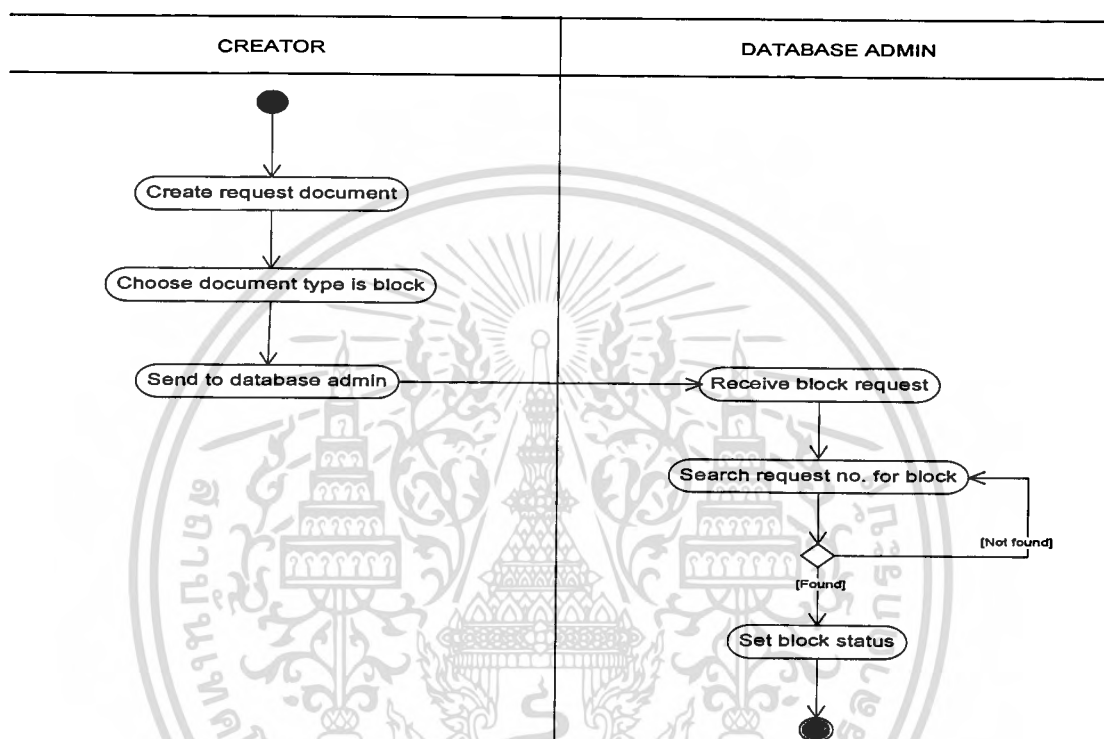 CREATOR
DATABASE ADMIN
Create request document
Choose document type is block
Send to database admin
Receive block request
Search request no. for block
[Not found]
[Found]
Set block status